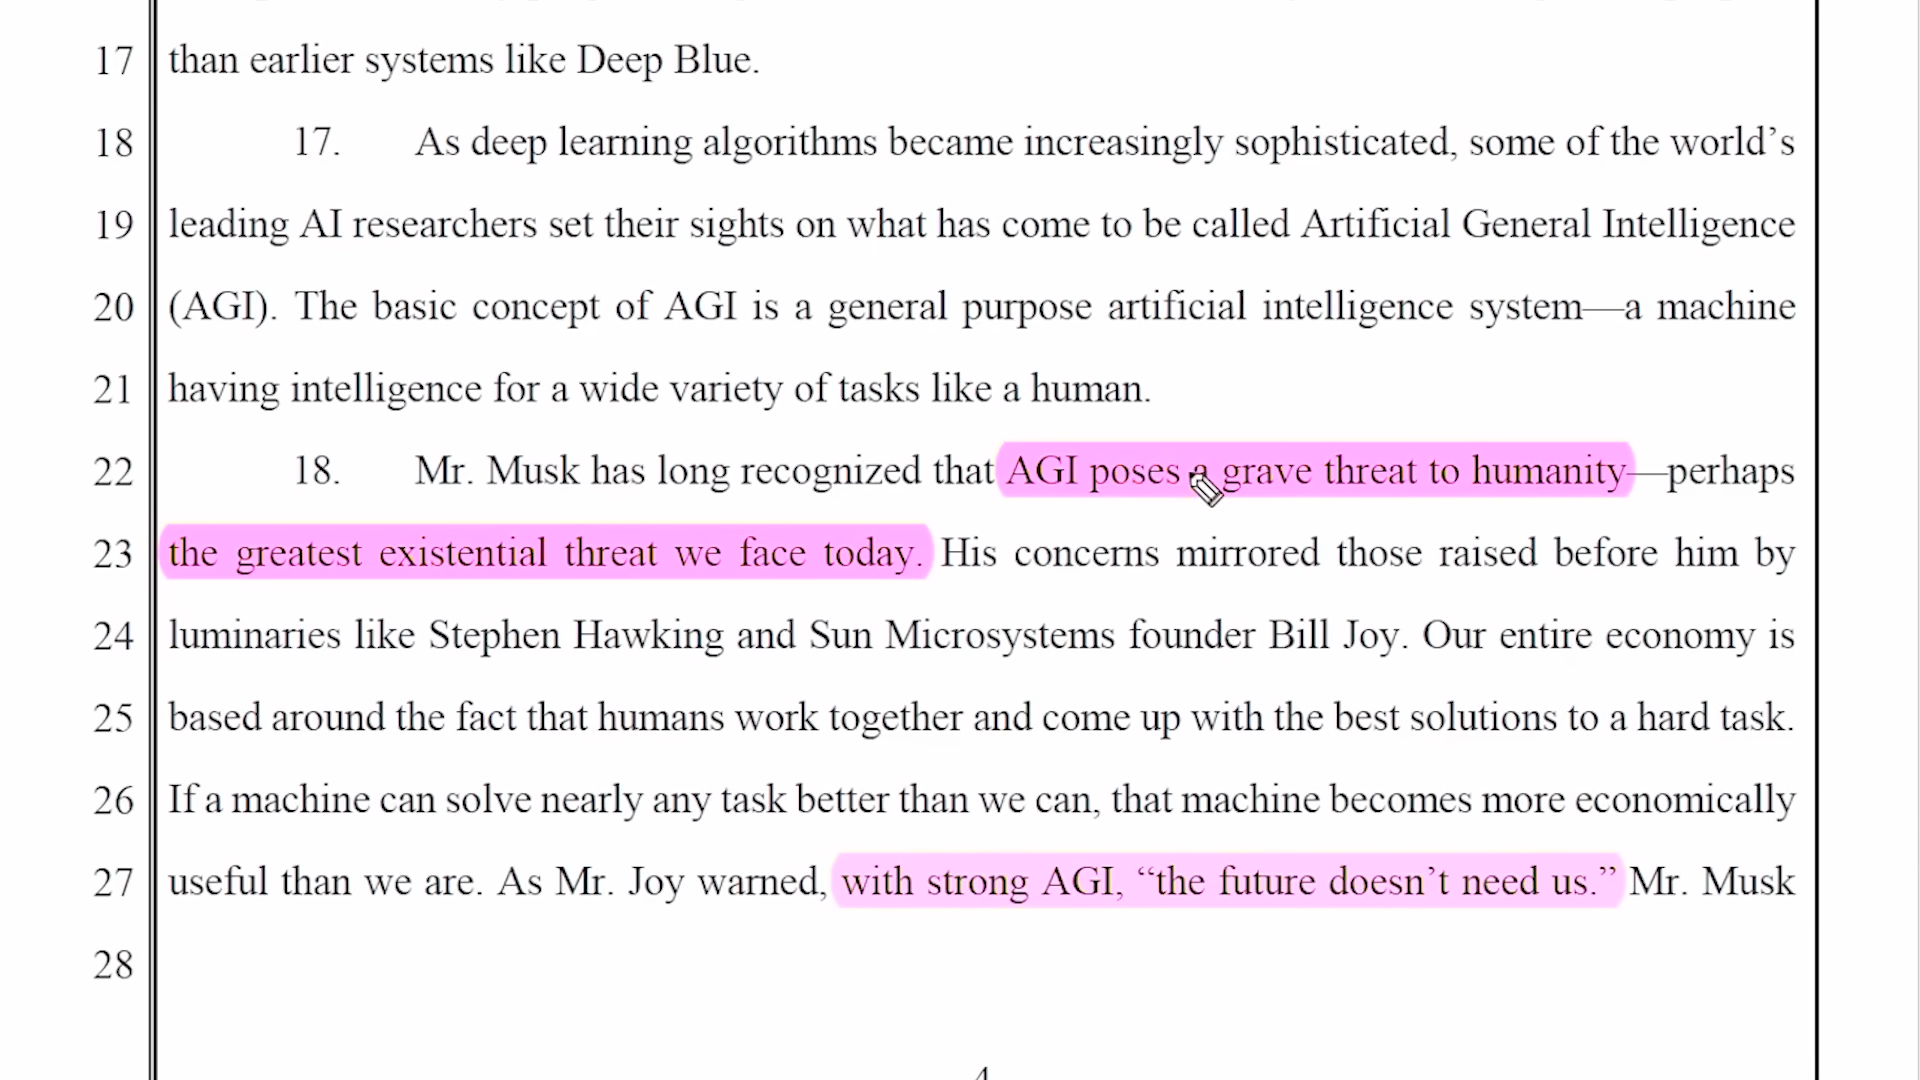 17 than earlier systems like Deep Blue.
18 17. As deep learning algorithms became increasingly sophisticated, some of the world’s
19 leading AI researchers set their sights on what has come to be called Artificial General Intelligence
20 (AGI). The basic concept of AGI is a general purpose artificial intelligence system—a machine
21 having intelligence for a wide variety of tasks like a human.
22 18. Mr. Musk has long recognized that AGI poses a grave threat to humanity—perhaps
23 the greatest existential threat we face today. His concerns mirrored those raised before him by
24 luminaries like Stephen Hawking and Sun Microsystems founder Bill Joy. Our entire economy is
25 based around the fact that humans work together and come up with the best solutions to a hard task.
26 If a machine can solve nearly any task better than we can, that machine becomes more economically
27 useful than we are. As Mr. Joy warned, with strong AGI, “the future doesn’t need us.” Mr. Musk
28
4